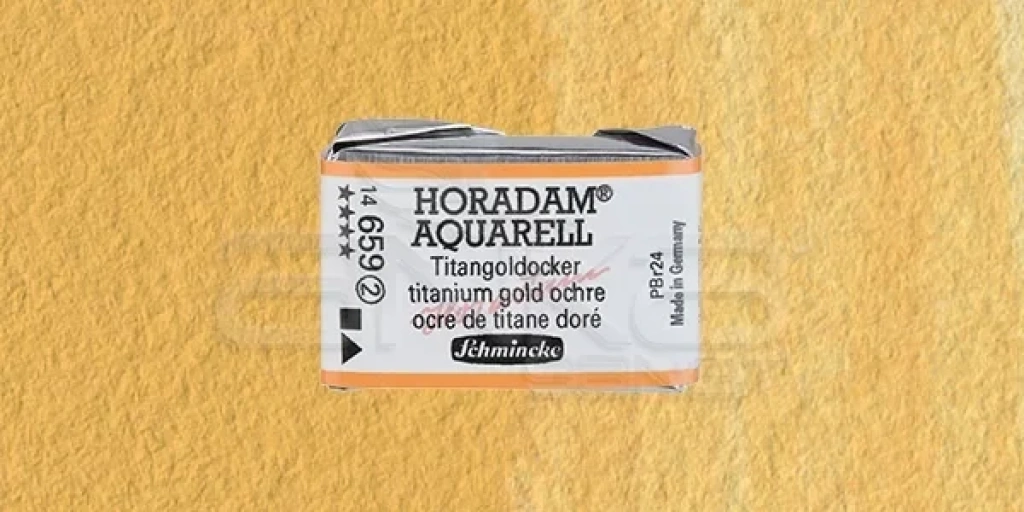 14 659 ②
★★★★
HORADAM®
AQUARELL
Titangoldocker
titanium gold ochre
ocre de titane doré
Schmincke
PBr24
Made in Germany